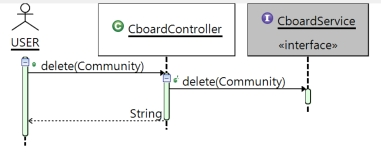 C CboardController
I CboardService
«interface»
USER
delete(Community)
delete(Community)
String